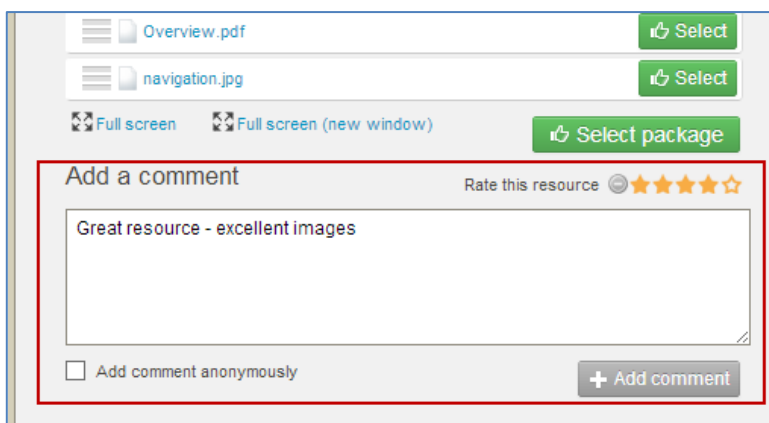 Overview.pdf Select
navigation.jpg Select
Full screen Full screen (new window) Select package
Add a comment Rate this resource
Great resource - excellent images
Add comment anonymously Add comment